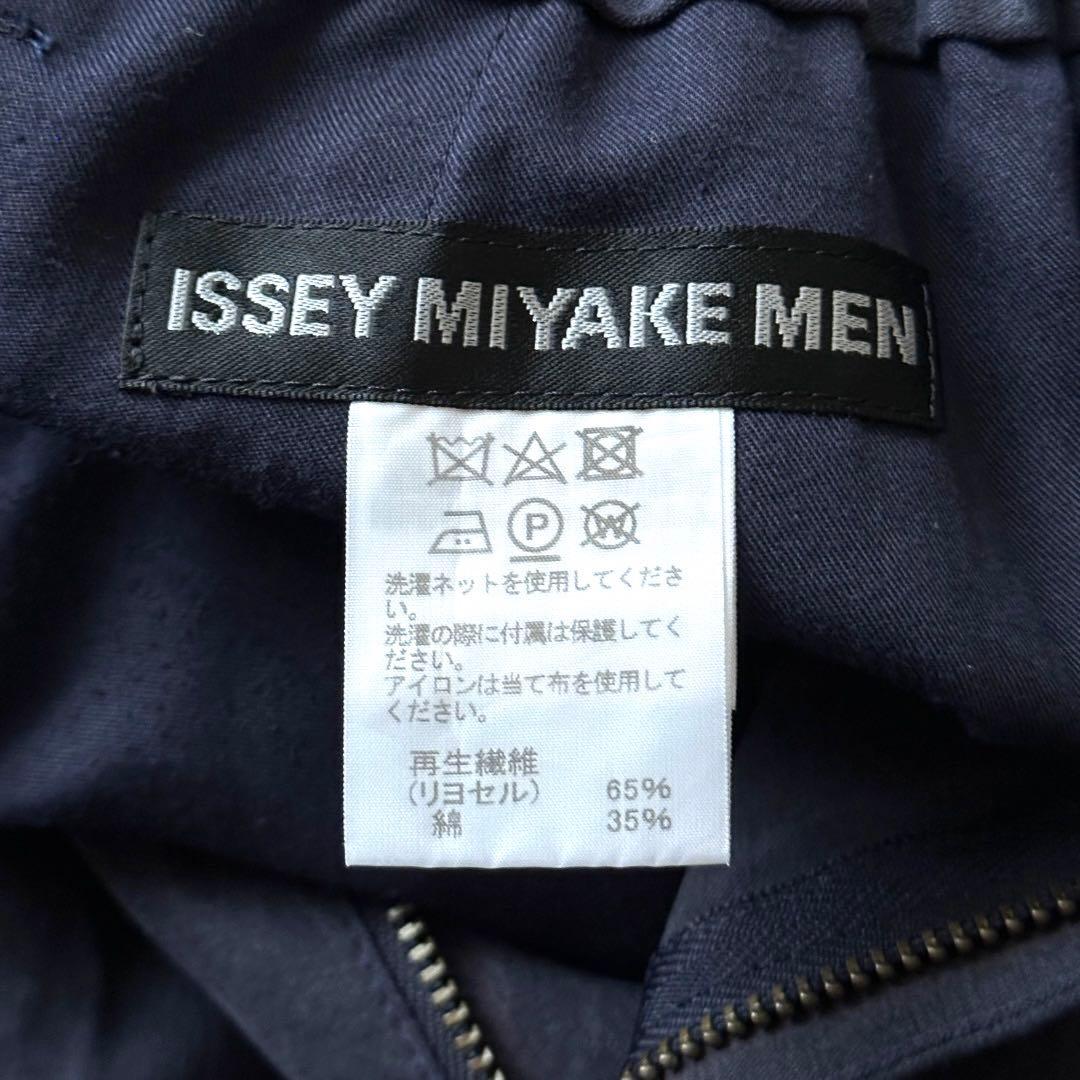 ISSEY MIYAKE MEN
P
W
洗濯ネットを使用してくださ
い。
洗濯の際に付属は保護してく
ださい。
アイロンは当て布を使用して
ください。
再生繊維
(リヨセル) 65%
綿 35%